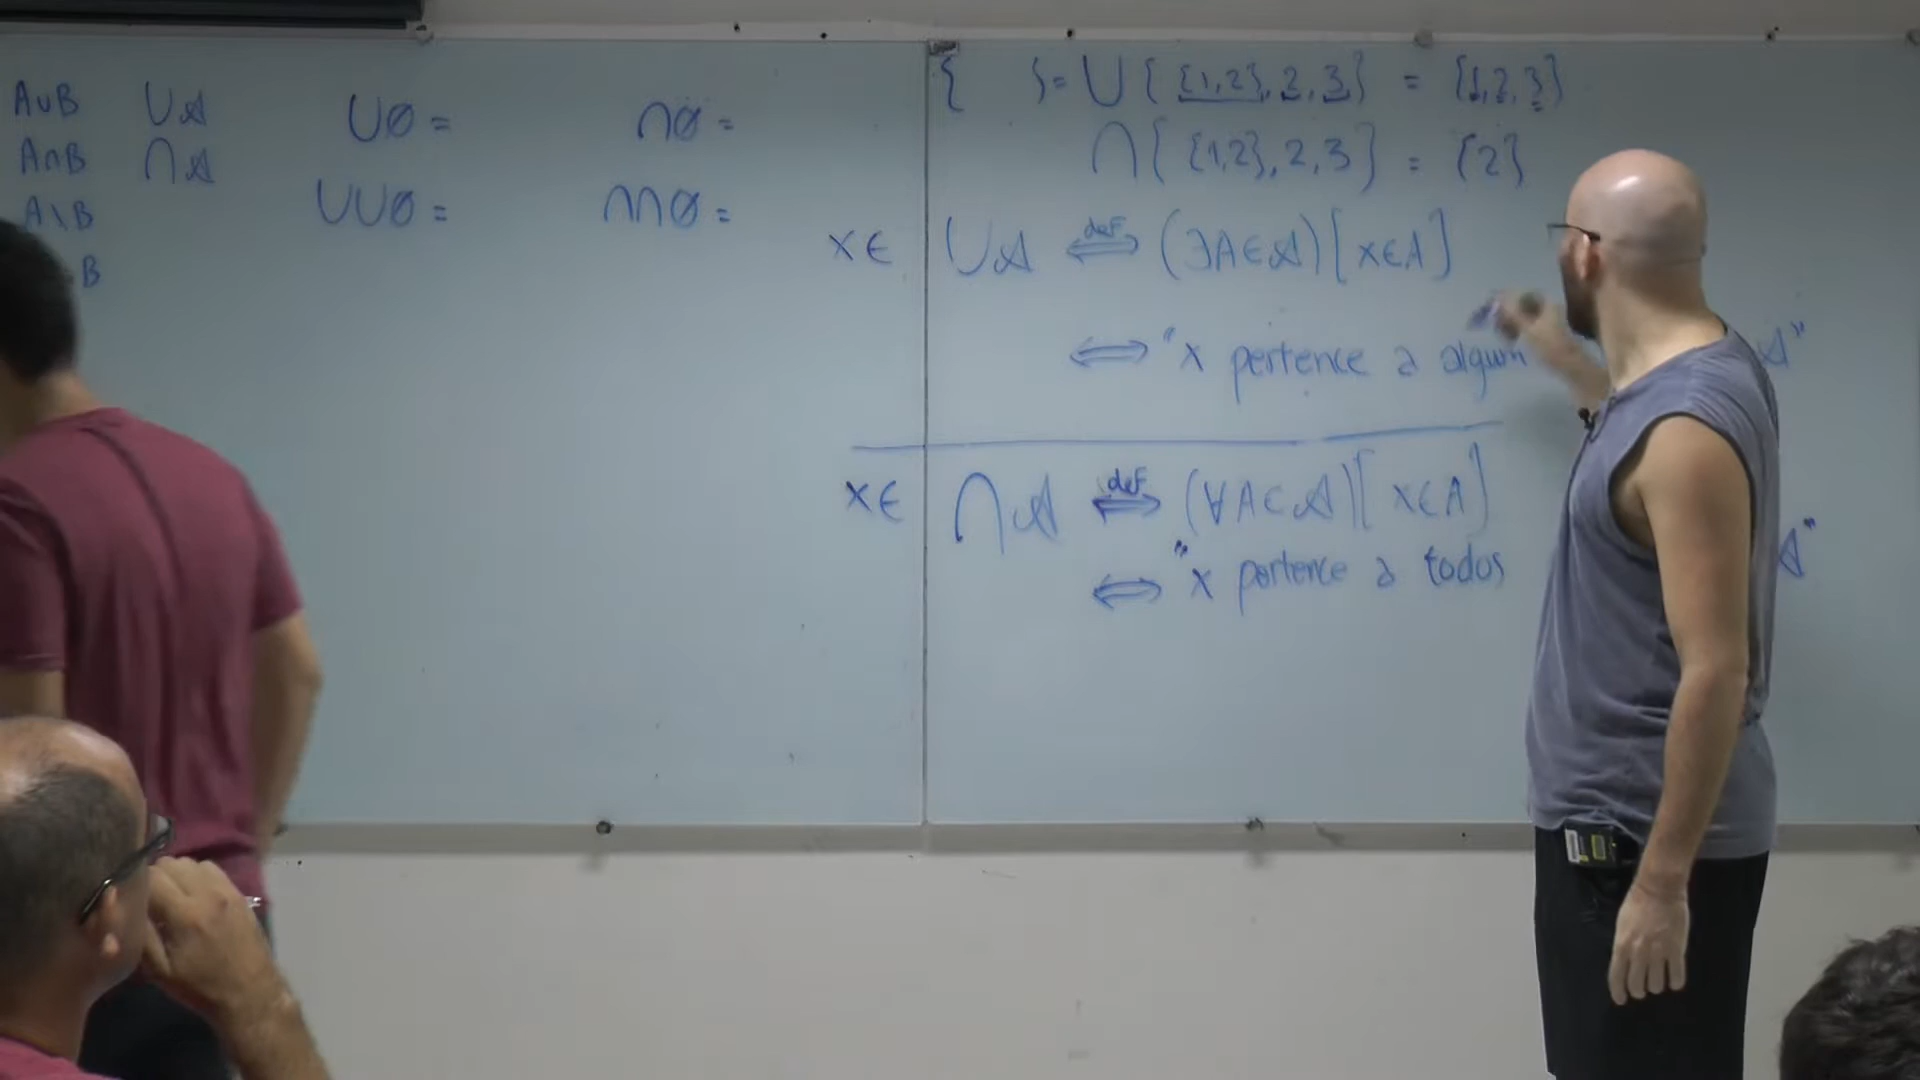 A∪B ∪𝒜 ∪∅ = ∩∅ =
A∩B ∩𝒜
A\B ∪∪∅ = ∩∩∅ =
B
{ } = ∪{ {1,2}, 2, 3 } = {1,2,3}
∩{ {1,2}, 2, 3 } = {2}
x ∈ ∪𝒜 ⟺def (∃A∈𝒜)[x∈A]
⟺ "x pertence a algum 𝒜"
x ∈ ∩𝒜 ⟺def (∀A∈𝒜)[x∈A]
⟺ "x pertence a todos 𝒜"